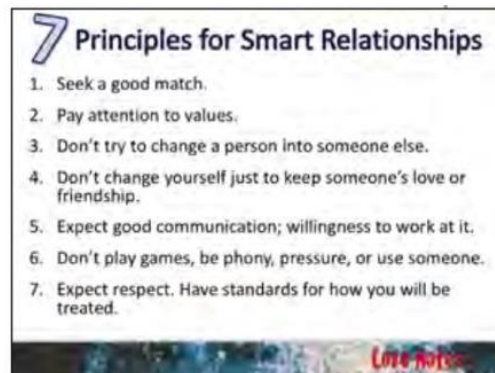 7 Principles for Smart Relationships
1. Seek a good match.
2. Pay attention to values.
3. Don't try to change a person into someone else.
4. Don't change yourself just to keep someone's love or
friendship.
5. Expect good communication; willingness to work at it.
6. Don't play games, be phony, pressure, or use someone.
7. Expect respect. Have standards for how you will be
treated.
Love Notes